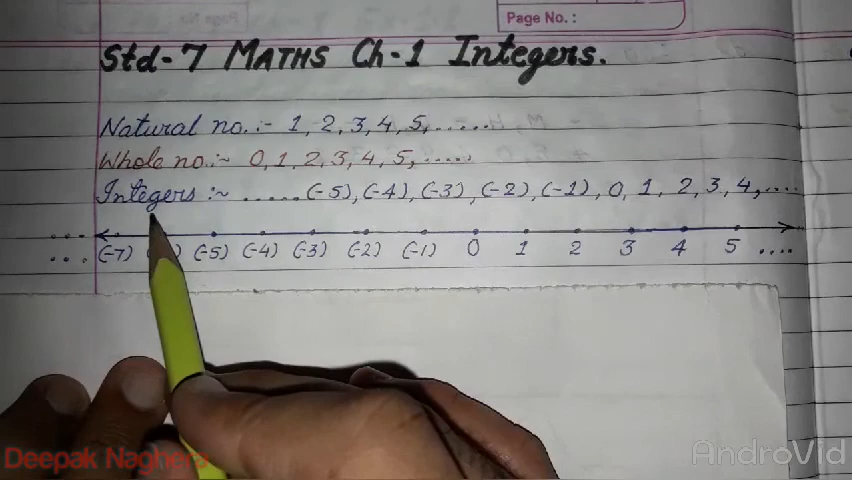 Page No.:
Std-7 MATHS Ch-1 Integers.
Natural no.:- 1, 2, 3, 4, 5, ......
Whole no.:~ 0, 1, 2, 3, 4, 5, ......
Integers :~ ......(-5), (-4), (-3), (-2), (-1), 0, 1, 2, 3, 4, ....
... (-7) (-5) (-4) (-3) (-2) (-1) 0 1 2 3 4 5 ....
Deepak Naghera
AndroVid